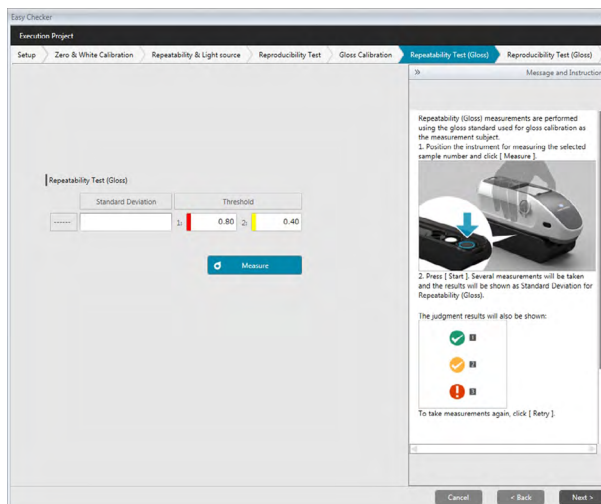 Easy Checker
Execution Project
Setup Zero & White Calibration Repeatability & Light source Reproducibility Test Gloss Calibration Repeatability Test (Gloss) Reproducibility Test (Gloss)
Message and Instruction
Repeatability (Gloss) measurements are performed
using the gloss standard used for gloss calibration as
the measurement subject.
1. Position the instrument for measuring the selected
sample number and click [ Measure ].
Repeatability Test (Gloss)
Standard Deviation Threshold
------ 1: 0.80 2: 0.40
Measure
2. Press [ Start ]. Several measurements will be taken
and the results will be shown as Standard Deviation for
Repeatability (Gloss).
The judgment results will also be shown:
1
2
3
To take measurements again, click [ Retry ].
Cancel < Back Next >